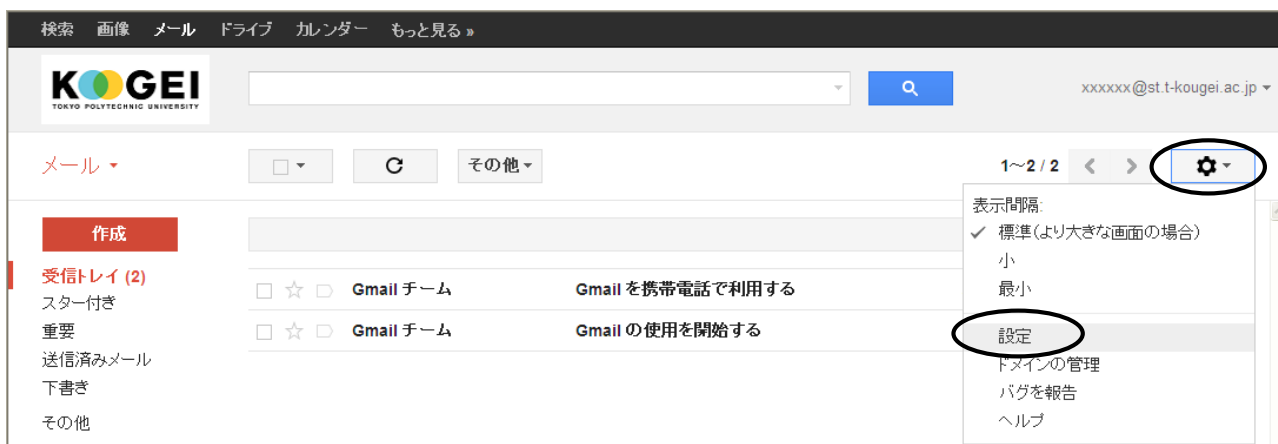 検索 画像 メール ドライブ カレンダー もっと見る »
KOGEI
TOKYO POLYTECHNIC UNIVERSITY
xxxxxx@st.t-kougei.ac.jp
メール
その他
1～2 / 2
表示間隔:
標準(より大きな画面の場合)
小
最小
設定
ドメインの管理
バグを報告
ヘルプ
作成
受信トレイ (2)
スター付き
重要
送信済みメール
下書き
その他
Gmail チーム Gmail を携帯電話で利用する
Gmail チーム Gmail の使用を開始する